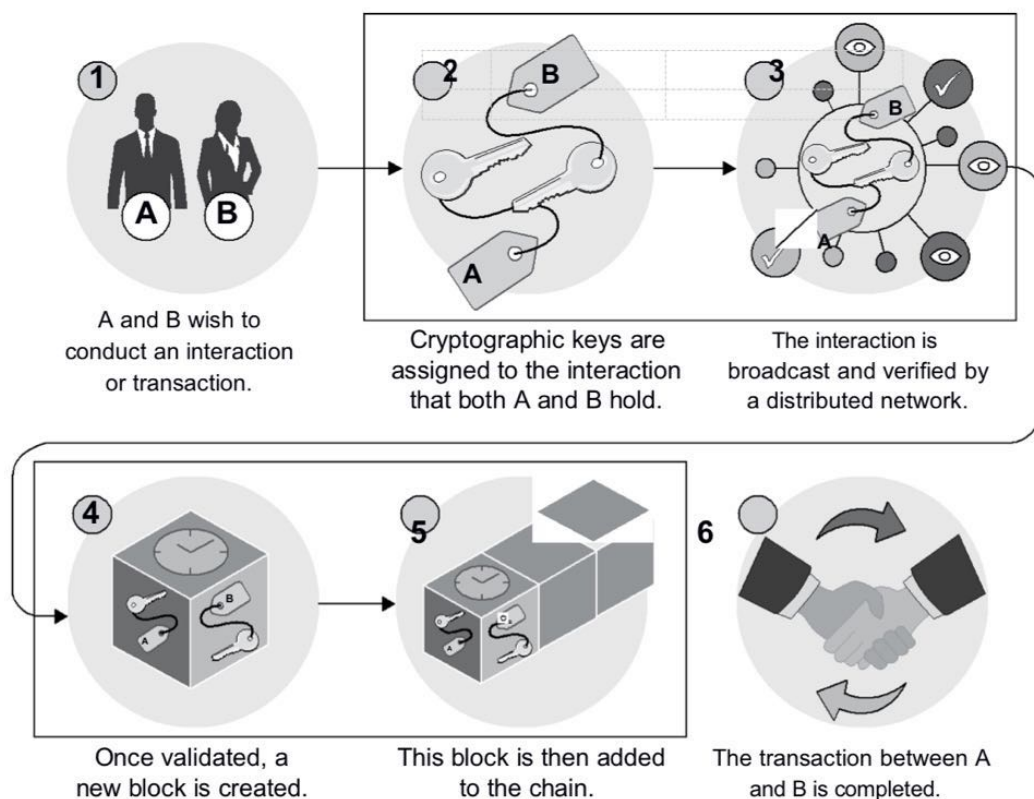 1
A B
A and B wish to
conduct an interaction
or transaction.
2
B
A
Cryptographic keys are
assigned to the interaction
that both A and B hold.
3
B
A
The interaction is
broadcast and verified by
a distributed network.
4
B
A
Once validated, a
new block is created.
5
A
This block is then added
to the chain.
6
The transaction between A
and B is completed.